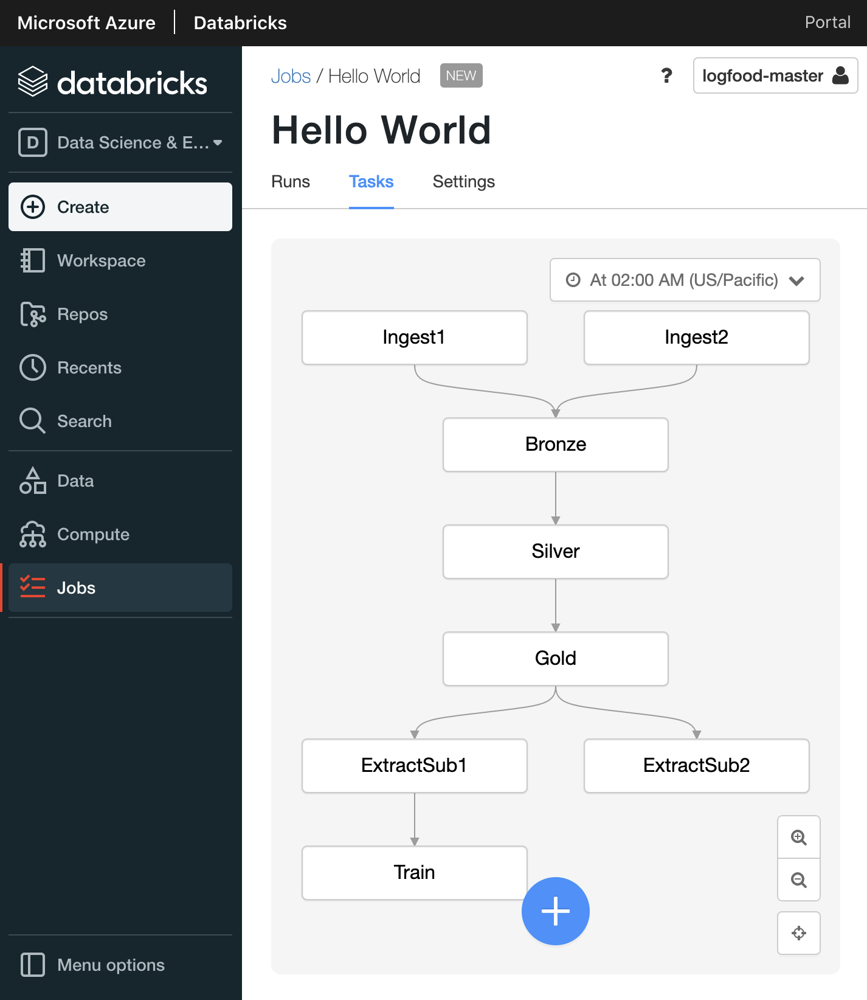 Microsoft Azure | Databricks
Portal
databricks
D Data Science & E...
Create
Workspace
Repos
Recents
Search
Data
Compute
Jobs
Menu options
Jobs / Hello World NEW
? logfood-master
Hello World
Runs Tasks Settings
At 02:00 AM (US/Pacific)
Ingest1 Ingest2
Bronze
Silver
Gold
ExtractSub1 ExtractSub2
Train